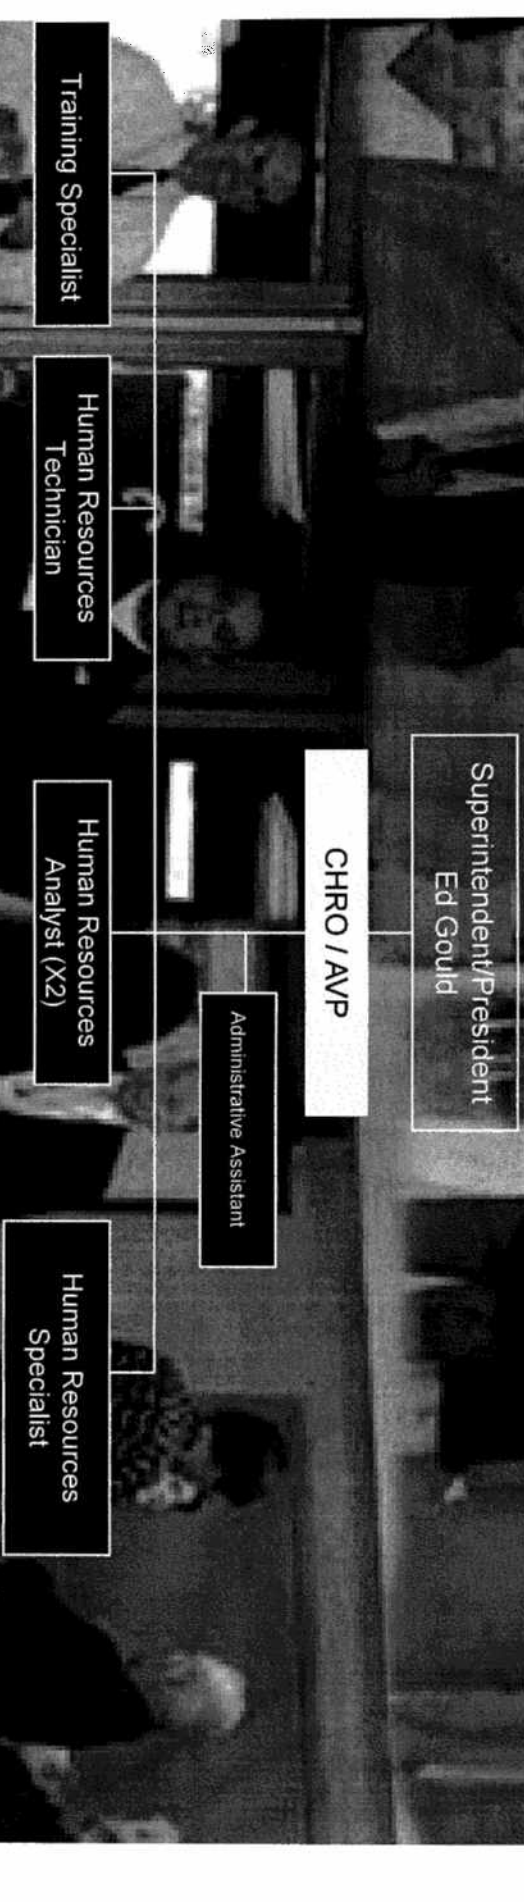 Superintendent/President
Ed Gould
CHRO / AVP
Administrative Assistant
Training Specialist
Human Resources
Technician
Human Resources
Analyst (X2)
Human Resources
Specialist